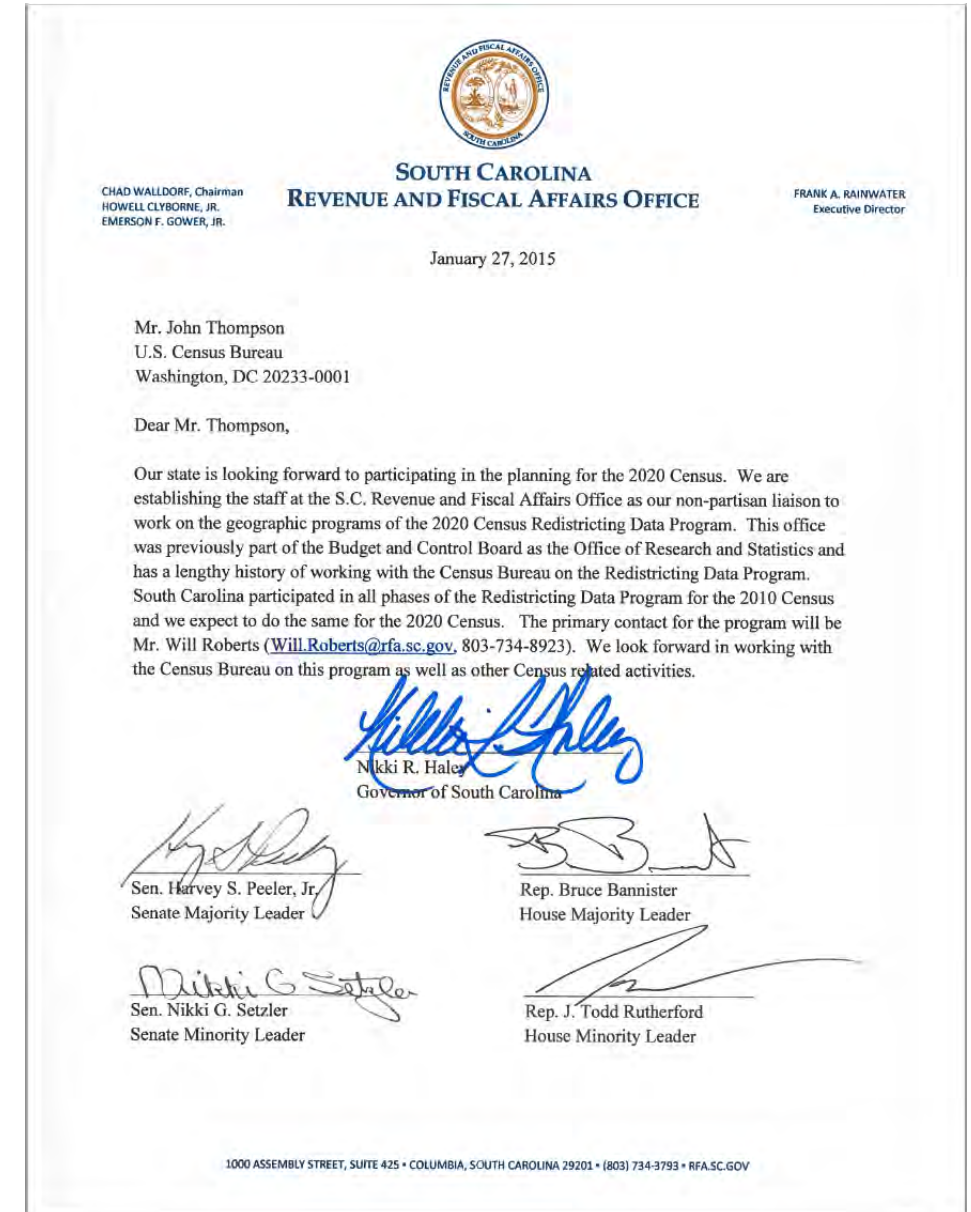 REVENUE AND FISCAL AFFAIRS OFFICE
SOUTH CAROLINA
SOUTH CAROLINA
REVENUE AND FISCAL AFFAIRS OFFICE
CHAD WALLDORF, Chairman
HOWELL CLYBORNE, JR.
EMERSON F. GOWER, JR.
FRANK A. RAINWATER
Executive Director
January 27, 2015
Mr. John Thompson
U.S. Census Bureau
Washington, DC 20233-0001
Dear Mr. Thompson,
Our state is looking forward to participating in the planning for the 2020 Census. We are
establishing the staff at the S.C. Revenue and Fiscal Affairs Office as our non-partisan liaison to
work on the geographic programs of the 2020 Census Redistricting Data Program. This office
was previously part of the Budget and Control Board as the Office of Research and Statistics and
has a lengthy history of working with the Census Bureau on the Redistricting Data Program.
South Carolina participated in all phases of the Redistricting Data Program for the 2010 Census
and we expect to do the same for the 2020 Census. The primary contact for the program will be
Mr. Will Roberts (Will.Roberts@rfa.sc.gov, 803-734-8923). We look forward in working with
the Census Bureau on this program as well as other Census related activities.
Nikki R. Haley
Governor of South Carolina
Sen. Harvey S. Peeler, Jr.
Senate Majority Leader
Rep. Bruce Bannister
House Majority Leader
Nikki G Setzler
Sen. Nikki G. Setzler
Senate Minority Leader
Rep. J. Todd Rutherford
House Minority Leader
1000 ASSEMBLY STREET, SUITE 425 • COLUMBIA, SOUTH CAROLINA 29201 • (803) 734-3793 • RFA.SC.GOV